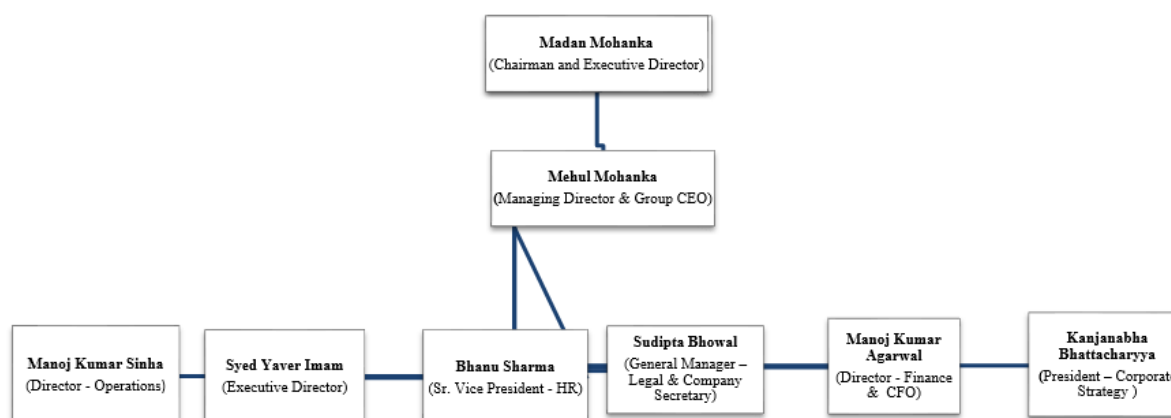 Madan Mohanka
(Chairman and Executive Director)
Mehul Mohanka
(Managing Director & Group CEO)
Manoj Kumar Sinha
(Director - Operations)
Syed Yaver Imam
(Executive Director)
Bhanu Sharma
(Sr. Vice President - HR)
Sudipta Bhowal
(General Manager –
Legal & Company
Secretary)
Manoj Kumar
Agarwal
(Director - Finance
& CFO)
Kanjanabha
Bhattacharyya
(President – Corporate
Strategy )